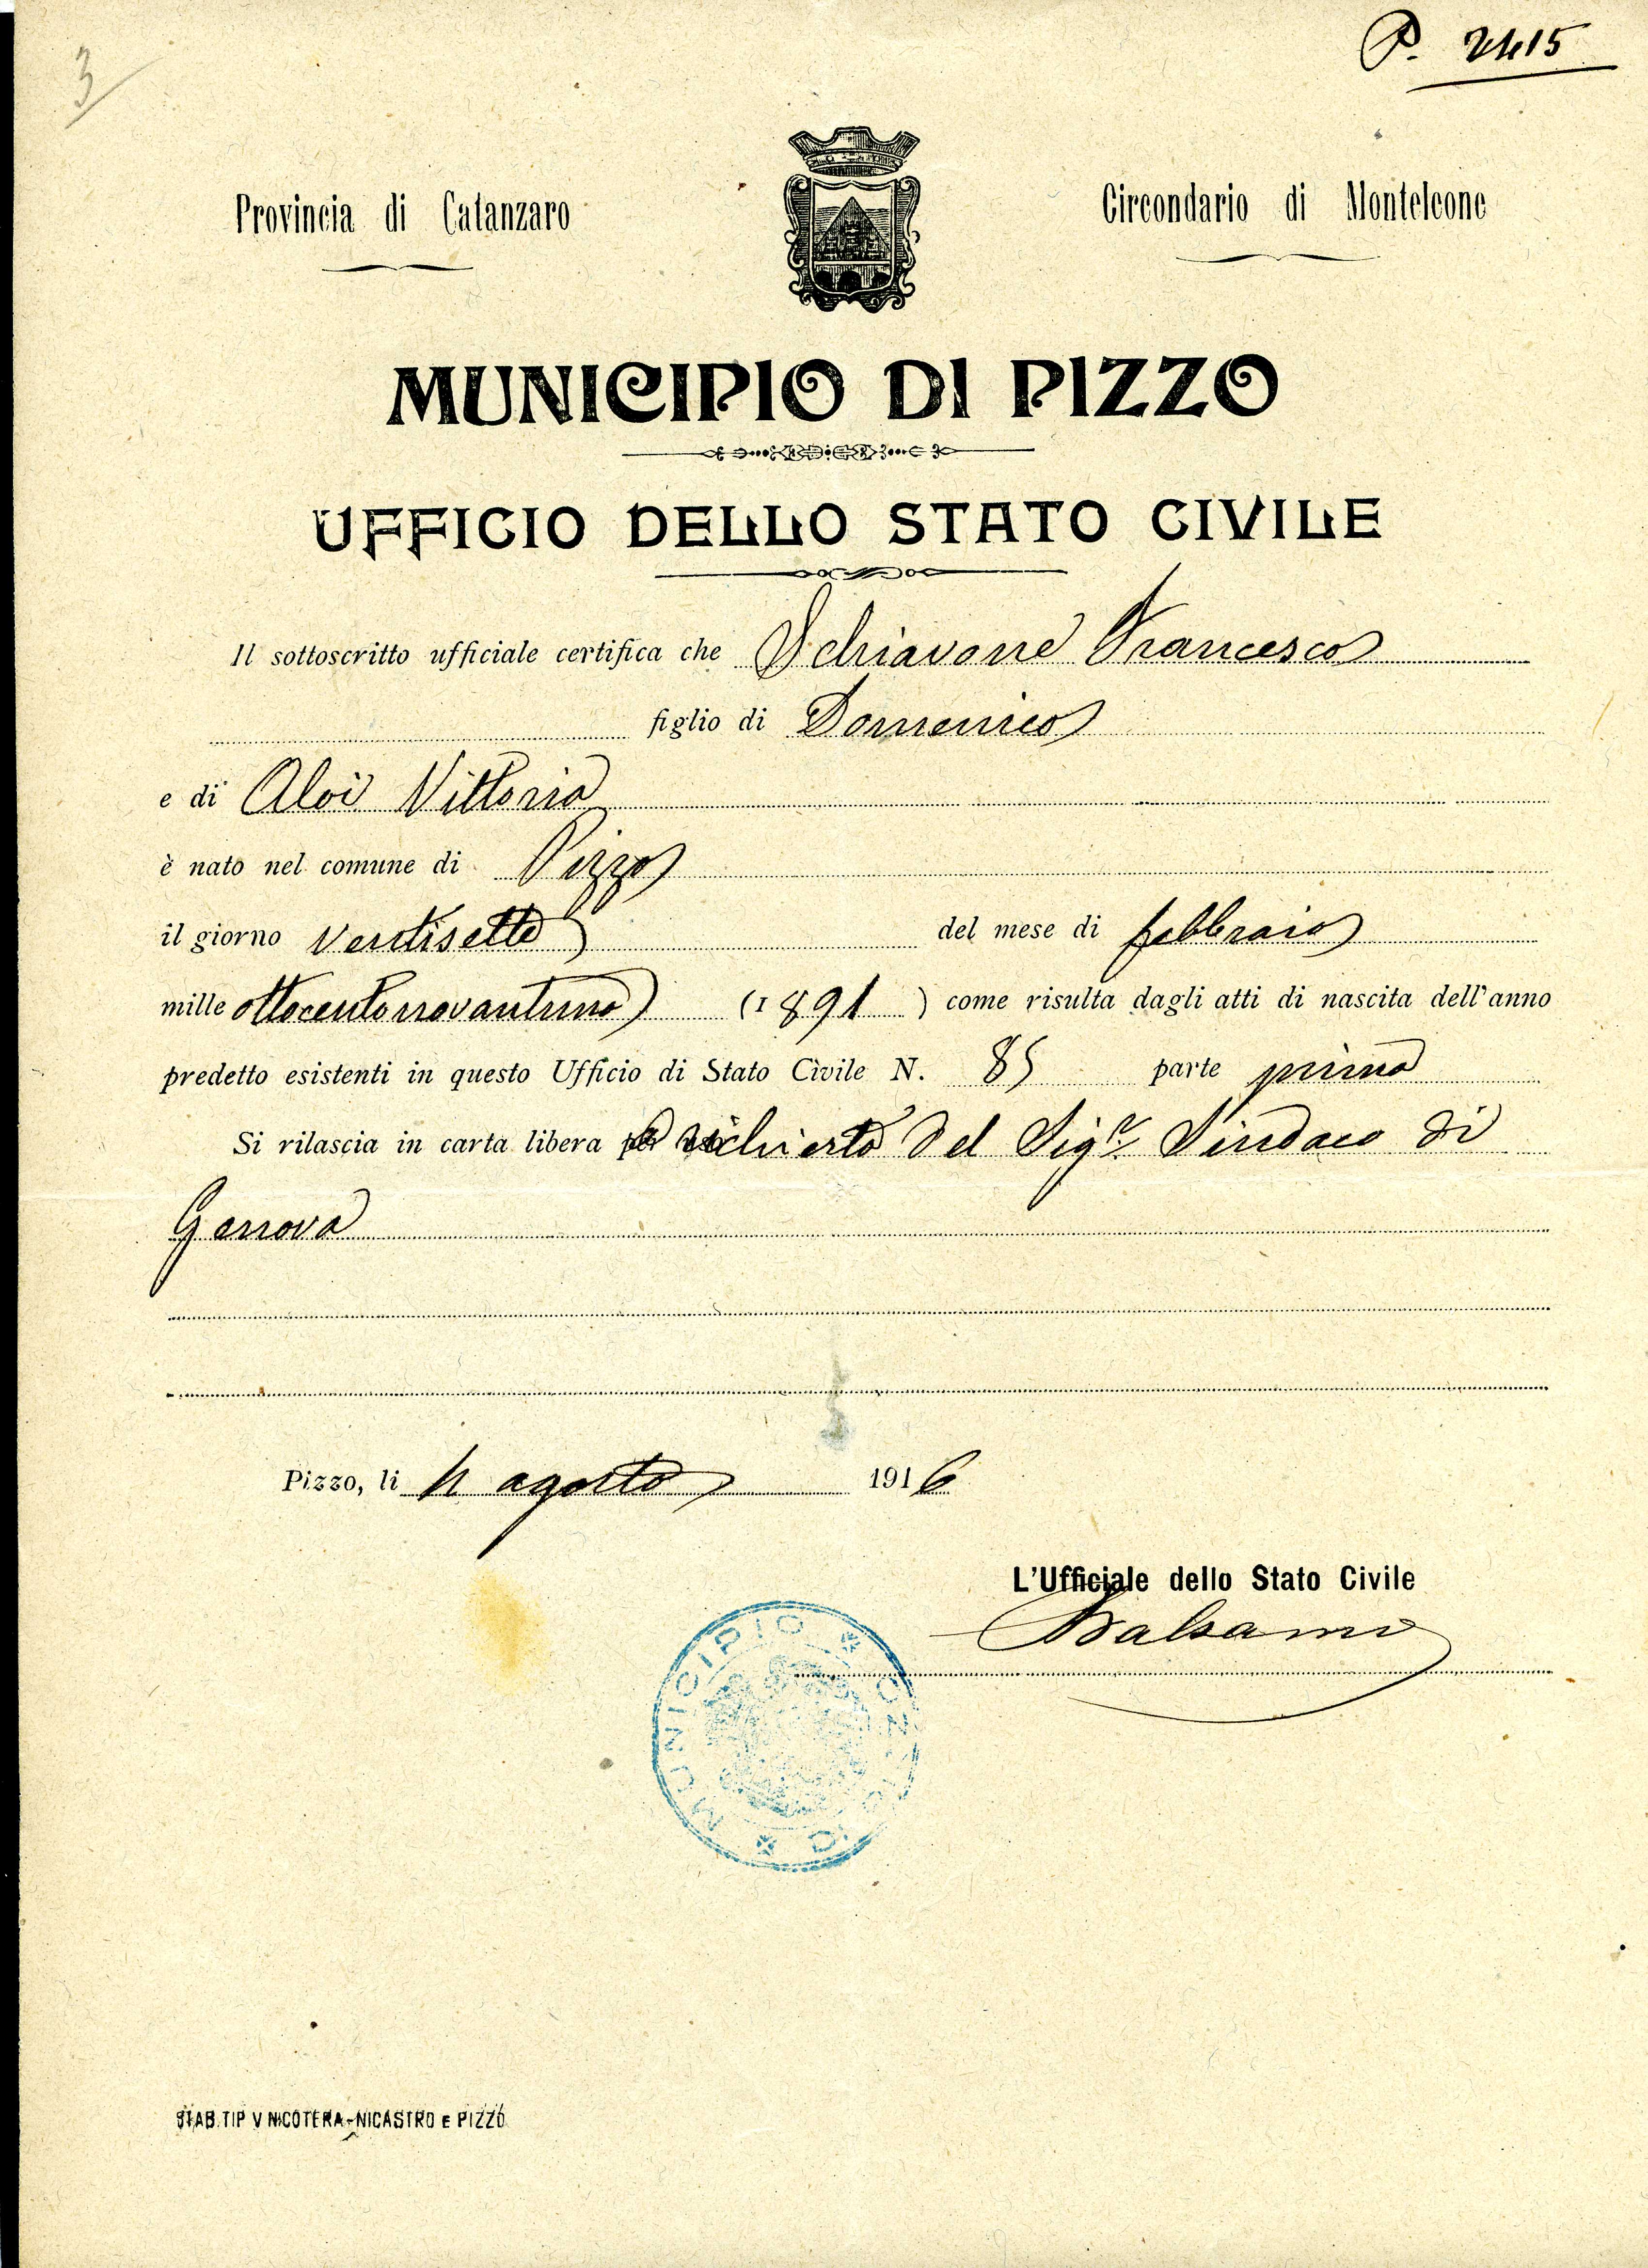 3
P. 2415
Provincia di Catanzaro
Circondario di Monteleone
MUNICIPIO DI PIZZO
UFFICIO DELLO STATO CIVILE
Il sottoscritto ufficiale certifica che Schiavone Francesco
figlio di Domenico
e di Aloi Vittoria
è nato nel comune di Pizzo
il giorno ventisette del mese di febbraio
mille ottocentonovantuno (1891) come risulta dagli atti di nascita dell'anno
predetto esistenti in questo Ufficio di Stato Civile N. 85 parte prima
Si rilascia in carta libera a richiesta del Sigr. Sindaco di
Genova
Pizzo, li agosto 1916
L'Ufficiale dello Stato Civile
Balsamo
MUNICIPIO * DI PIZZO *
STAB. TIP V NICOTERA-NICASTRO E PIZZO